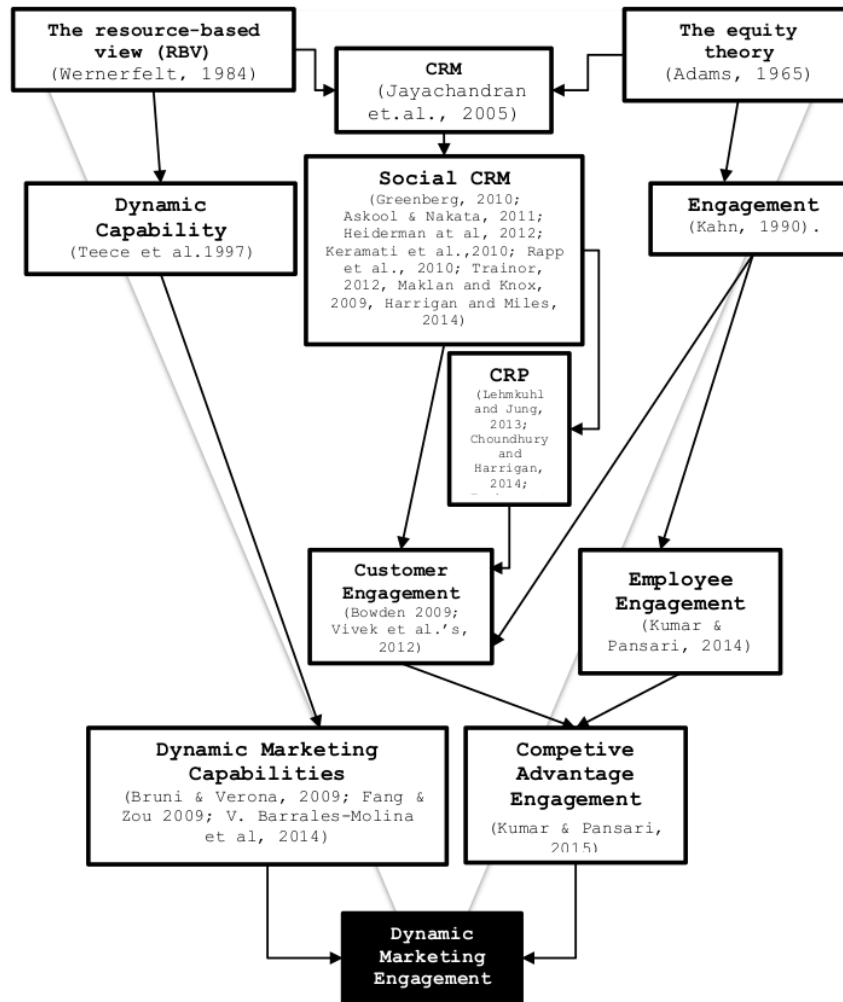 The resource-based
view (RBV)
(Wernerfelt, 1984)
CRM
(Jayachandran
et.al., 2005)
The equity
theory
(Adams, 1965)
Dynamic
Capability
(Teece et al.1997)
Social CRM
(Greenberg, 2010;
Askool & Nakata, 2011;
Heiderman at al, 2012;
Keramati et al.,2010; Rapp
et al., 2010; Trainor,
2012, Maklan and Knox,
2009, Harrigan and Miles,
2014)
Engagement
(Kahn, 1990).
CRP
(Lehmkuhl
and Jung,
2013;
Choundhury
and
Harrigan,
2014;
Customer
Engagement
(Bowden 2009;
Vivek et al.’s,
2012)
Employee
Engagement
(Kumar &
Pansari, 2014)
Dynamic Marketing
Capabilities
(Bruni & Verona, 2009; Fang &
Zou 2009; V. Barrales-Molina
et al, 2014)
Competive
Advantage
Engagement
(Kumar & Pansari,
2015)
Dynamic
Marketing
Engagement